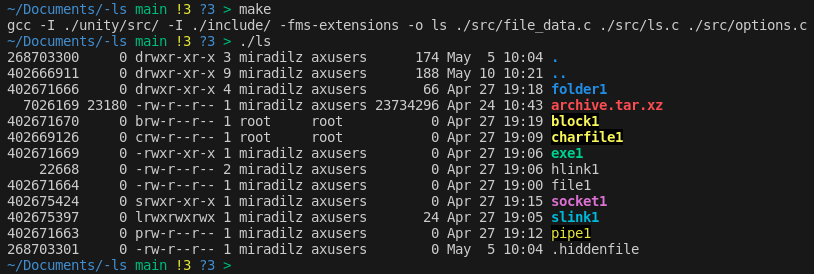 ~/Documents/-ls main !3 ?3 > make
gcc -I ./unity/src/ -I ./include/ -fms-extensions -o ls ./src/file_data.c ./src/ls.c ./src/options.c
~/Documents/-ls main !3 ?3 > ./ls
268703300     0 drwxr-xr-x 3 miradilz axusers      174 May  5 10:04 .
402666911     0 drwxr-xr-x 9 miradilz axusers      188 May 10 10:21 ..
402671666     0 drwxr-xr-x 4 miradilz axusers       66 Apr 27 19:18 folder1
  7026169 23180 -rw-r--r-- 1 miradilz axusers 23734296 Apr 24 10:43 archive.tar.xz
402671670     0 brw-r--r-- 1 root     root           0 Apr 27 19:19 block1
402669126     0 crw-r--r-- 1 root     root           0 Apr 27 19:09 charfile1
402671669     0 -rwxr-xr-x 1 miradilz axusers        0 Apr 27 19:06 exe1
    22668     0 -rw-r--r-- 2 miradilz axusers        0 Apr 27 19:06 hlink1
402671664     0 -rw-r--r-- 1 miradilz axusers        0 Apr 27 19:00 file1
402675424     0 srwxr-xr-x 1 miradilz axusers        0 Apr 27 19:15 socket1
402675397     0 lrwxrwxrwx 1 miradilz axusers       24 Apr 27 19:05 slink1
402671663     0 prw-r--r-- 1 miradilz axusers        0 Apr 27 19:12 pipe1
268703301     0 -rw-r--r-- 1 miradilz axusers        0 May  5 10:04 .hiddenfile
~/Documents/-ls main !3 ?3 >